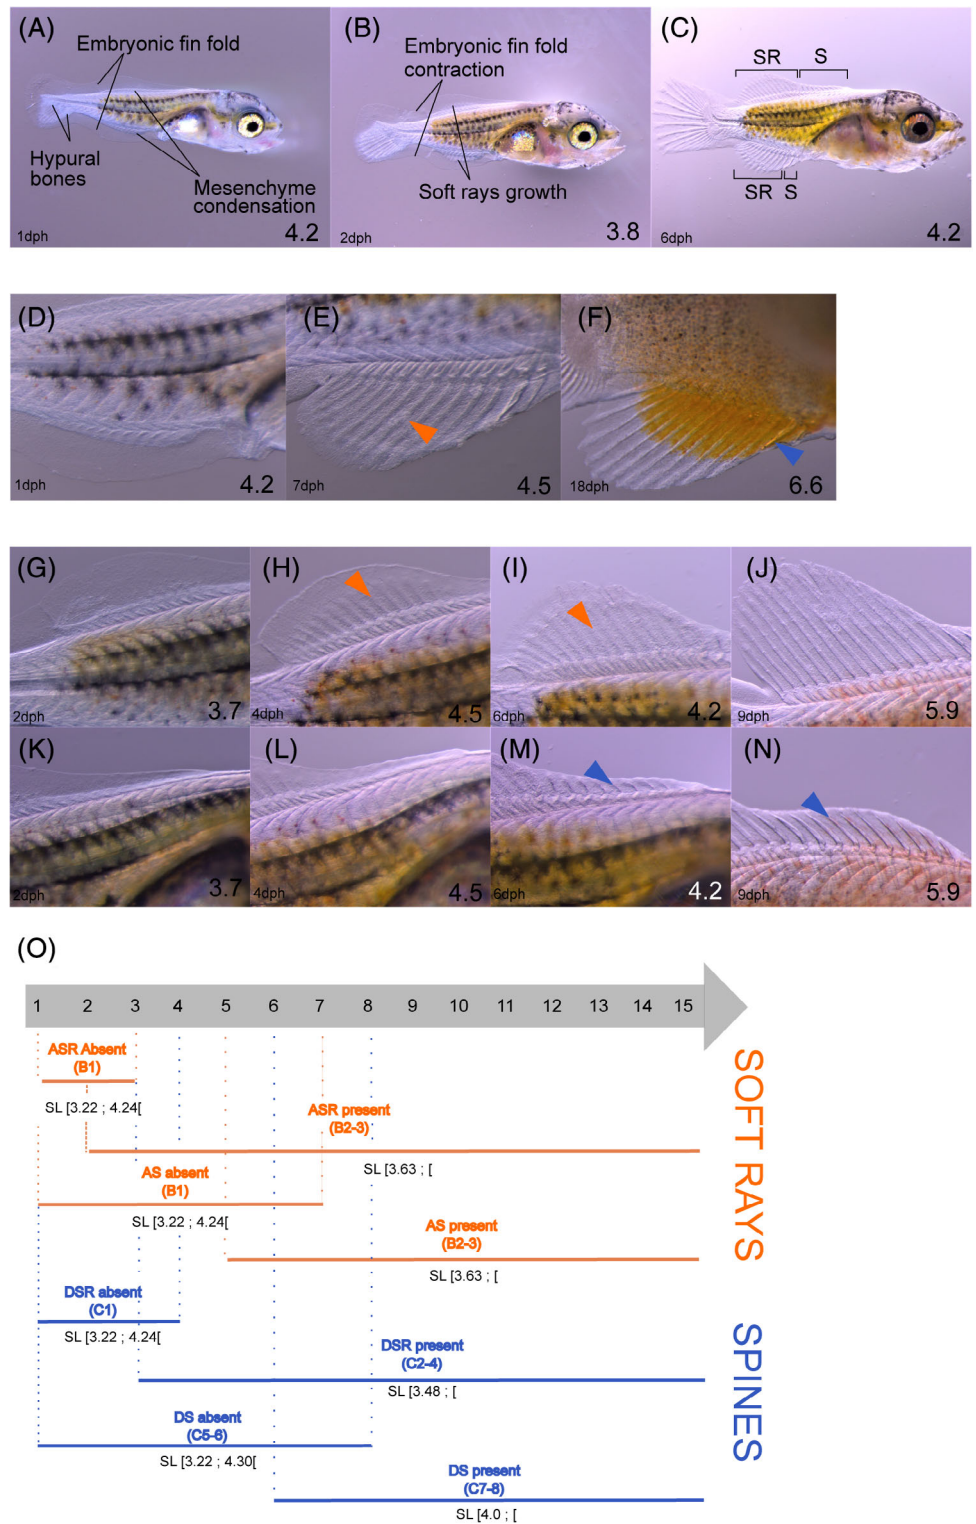 (A)
Embryonic fin fold
Hypural
bones
Mesenchyme
condensation
1dph
4.2
(B)
Embryonic fin fold
contraction
Soft rays growth
2dph
3.8
(C)
SR
S
SR
S
6dph
4.2
(D)
1dph
4.2
(E)
7dph
4.5
(F)
18dph
6.6
(G)
2dph
3.7
(H)
4dph
4.5
(I)
6dph
4.2
(J)
9dph
5.9
(K)
2dph
3.7
(L)
4dph
4.5
(M)
6dph
4.2
(N)
9dph
5.9
(O)
1 2 3 4 5 6 7 8 9 10 11 12 13 14 15
ASR Absent
(B1)
SL [3.22 ; 4.24[
ASR present
(B2-3)
SL [3.63 ; [
AS absent
(B1)
SL [3.22 ; 4.24[
AS present
(B2-3)
SL [3.63 ; [
SOFT RAYS
DSR absent
(C1)
SL [3.22 ; 4.24[
DSR present
(C2-4)
SL [3.48 ; [
DS absent
(C5-6)
SL [3.22 ; 4.30[
DS present
(C7-8)
SL [4.0 ; [
SPINES